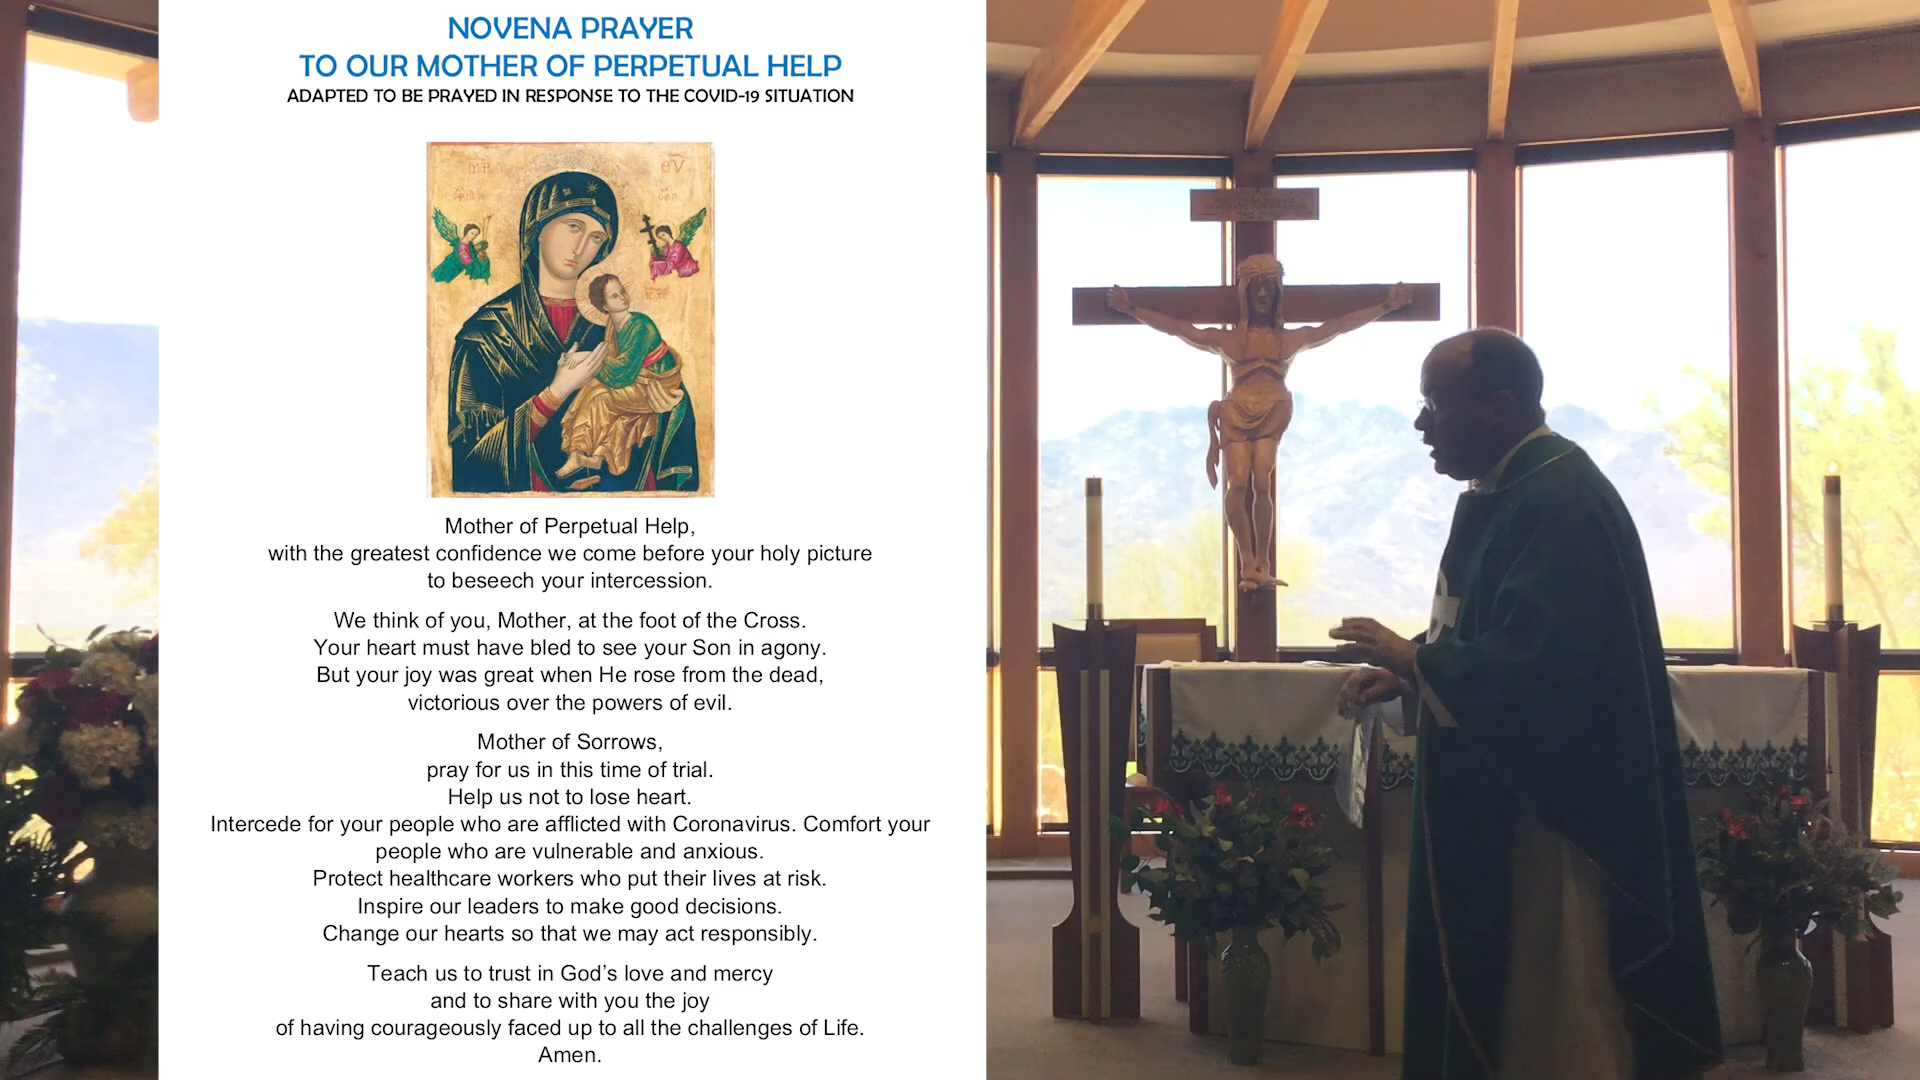 NOVENA PRAYER
TO OUR MOTHER OF PERPETUAL HELP
ADAPTED TO BE PRAYED IN RESPONSE TO THE COVID-19 SITUATION
Mother of Perpetual Help,
with the greatest confidence we come before your holy picture
to beseech your intercession.
We think of you, Mother, at the foot of the Cross.
Your heart must have bled to see your Son in agony.
But your joy was great when He rose from the dead,
victorious over the powers of evil.
Mother of Sorrows,
pray for us in this time of trial.
Help us not to lose heart.
Intercede for your people who are afflicted with Coronavirus. Comfort your
people who are vulnerable and anxious.
Protect healthcare workers who put their lives at risk.
Inspire our leaders to make good decisions.
Change our hearts so that we may act responsibly.
Teach us to trust in God’s love and mercy
and to share with you the joy
of having courageously faced up to all the challenges of Life.
Amen.